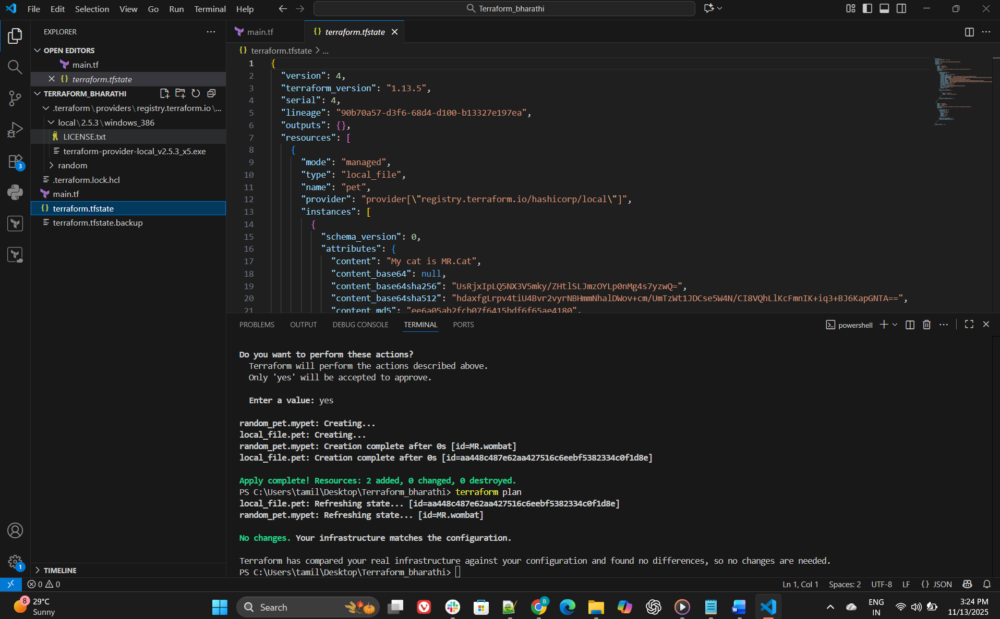 File Edit Selection View Go Run Terminal Help
Terraform_bharathi
EXPLORER
OPEN EDITORS
main.tf
terraform.tfstate
TERRAFORM_BHARATHI
.terraform\providers\registry.terraform.io\...
local\2.5.3\windows_386
LICENSE.txt
terraform-provider-local_v2.5.3_x5.exe
random
.terraform.lock.hcl
main.tf
terraform.tfstate
terraform.tfstate.backup
TIMELINE
3
1
main.tf
terraform.tfstate
terraform.tfstate > ...
1 {
2 "version": 4,
3 "terraform_version": "1.13.5",
4 "serial": 4,
5 "lineage": "90b70a57-d3f6-68d4-d100-b13327e197ea",
6 "outputs": {},
7 "resources": [
8 {
9 "mode": "managed",
10 "type": "local_file",
11 "name": "pet",
12 "provider": "provider[\"registry.terraform.io/hashicorp/local\"]",
13 "instances": [
14 {
15 "schema_version": 0,
16 "attributes": {
17 "content": "My cat is MR.Cat",
18 "content_base64": null,
19 "content_base64sha256": "UsRjxIpLQ5NX3V5mky/ZHtlSLJmzOYLp0nMg4s7yzwQ=",
20 "content_base64sha512": "hdaxfgLrpv4tiU4Bvr2vyrNBHmmNhalDWov+cm/UmTzWt1JDCse5W4N/CI8VQhLlKcFmnIK+iq3+BJ6KapGNTA==",
21 "content_md5": "ee6a05ab2fcb07f6415bdf6f65ae4180",
PROBLEMS OUTPUT DEBUG CONSOLE TERMINAL PORTS
powershell
Do you want to perform these actions?
Terraform will perform the actions described above.
Only 'yes' will be accepted to approve.
Enter a value: yes
random_pet.mypet: Creating...
local_file.pet: Creating...
random_pet.mypet: Creation complete after 0s [id=MR.wombat]
local_file.pet: Creation complete after 0s [id=aa448c487e62aa427516c6eebf5382334c0f1d8e]
Apply complete! Resources: 2 added, 0 changed, 0 destroyed.
PS C:\Users\tamil\Desktop\Terraform_bharathi> terraform plan
local_file.pet: Refreshing state... [id=aa448c487e62aa427516c6eebf5382334c0f1d8e]
random_pet.mypet: Refreshing state... [id=MR.wombat]
No changes. Your infrastructure matches the configuration.
Terraform has compared your real infrastructure against your configuration and found no differences, so no changes are needed.
PS C:\Users\tamil\Desktop\Terraform_bharathi>
0 0
Ln 1, Col 1 Spaces: 2 UTF-8 LF {} JSON
8
29°C
Sunny
Search
B
ENG
IN
3:24 PM
11/13/2025